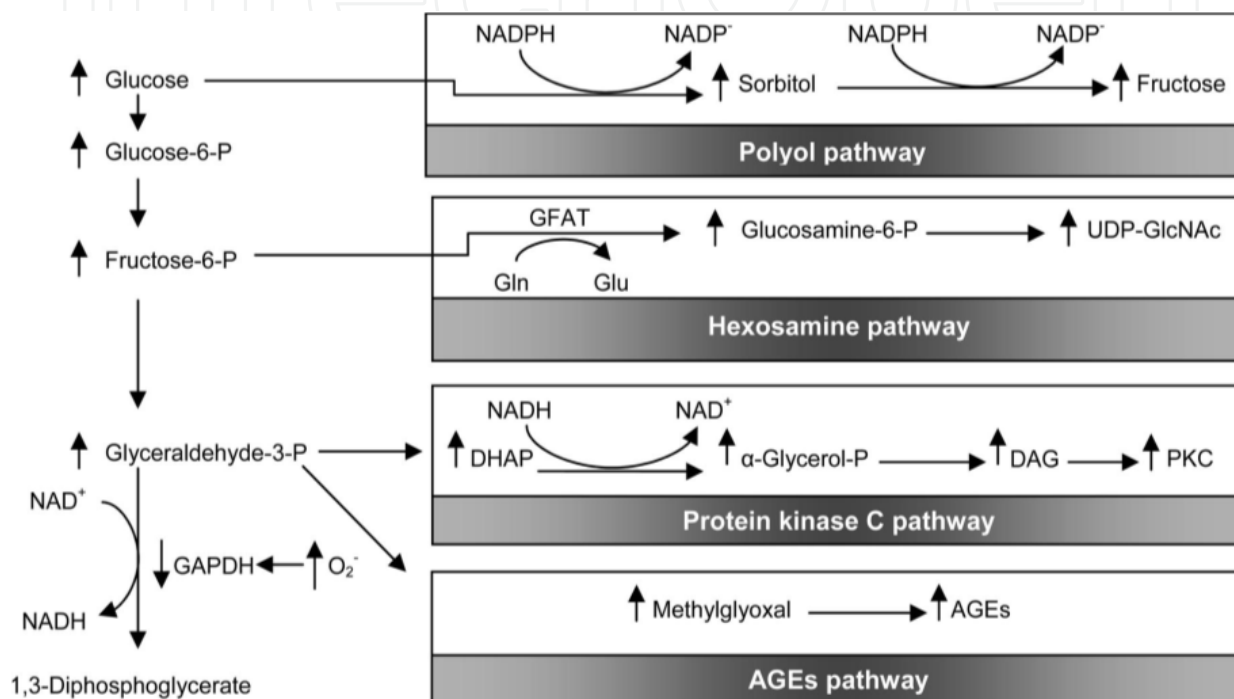 Glucose
Glucose-6-P
Fructose-6-P
Glyceraldehyde-3-P
NAD⁺
GAPDH
O₂⁻
NADH
1,3-Diphosphoglycerate
NADPH
NADP⁻
NADPH
NADP⁻
Sorbitol
Fructose
Polyol pathway
GFAT
Gln
Glu
Glucosamine-6-P
UDP-GlcNAc
Hexosamine pathway
NADH
NAD⁺
DHAP
α-Glycerol-P
DAG
PKC
Protein kinase C pathway
Methylglyoxal
AGEs
AGEs pathway